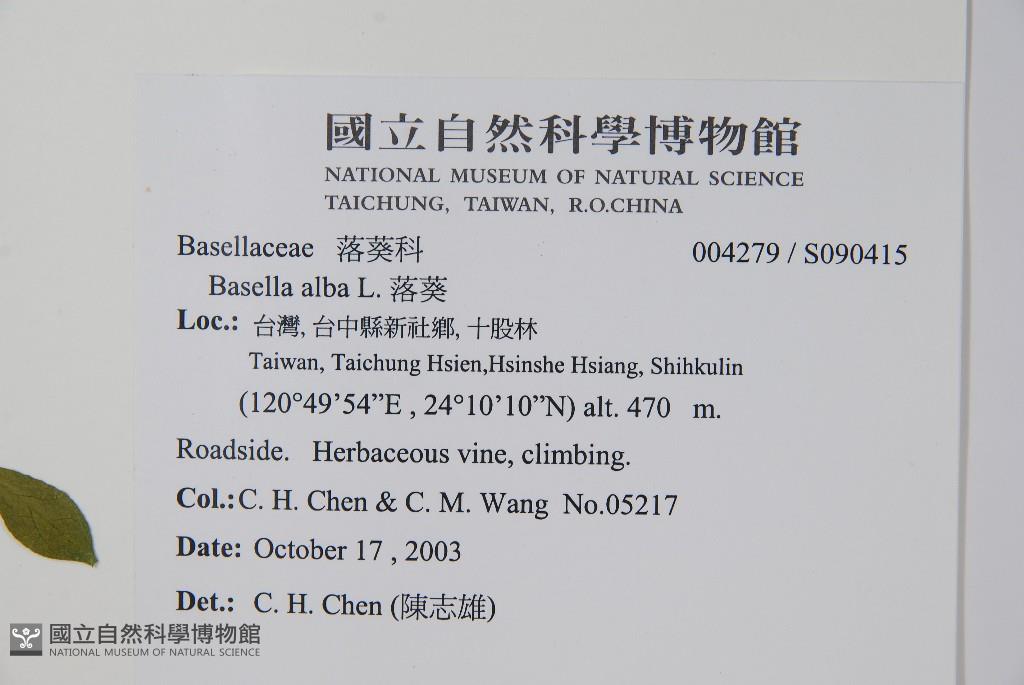 國立自然科學博物館
NATIONAL MUSEUM OF NATURAL SCIENCE
TAICHUNG, TAIWAN, R.O.CHINA
Basellaceae 落葵科 004279 / S090415
Basella alba L. 落葵
Loc.: 台灣, 台中縣新社鄉, 十股林
Taiwan, Taichung Hsien,Hsinshe Hsiang, Shihkulin
(120°49’54”E , 24°10’10”N) alt. 470 m.
Roadside. Herbaceous vine, climbing.
Col.: C. H. Chen & C. M. Wang No.05217
Date: October 17 , 2003
Det.: C. H. Chen (陳志雄)
國立自然科學博物館
NATIONAL MUSEUM OF NATURAL SCIENCE